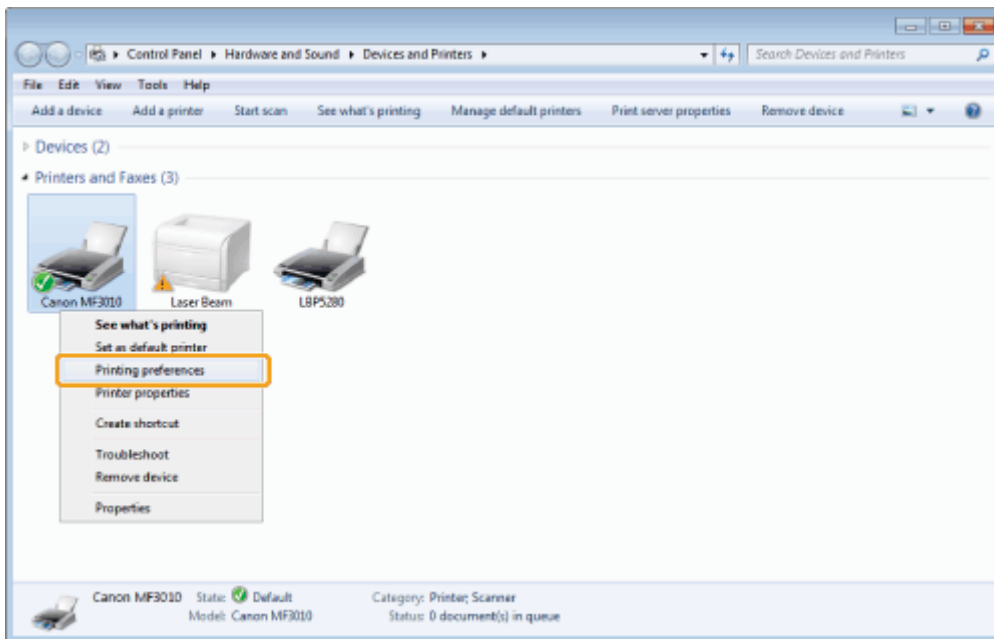 Control Panel Hardware and Sound Devices and Printers
Search Devices and Printers
File Edit View Tools Help
Add a device Add a printer Start scan See what's printing Manage default printers Print server properties Remove device
Devices (2)
Printers and Faxes (3)
Canon MF3010 Laser Beam LBP5280
See what's printing
Set as default printer
Printing preferences
Printer properties
Create shortcut
Troubleshoot
Remove device
Properties
Canon MF3010 State: Default Category: Printer; Scanner
Model: Canon MF3010 Status: 0 document(s) in queue